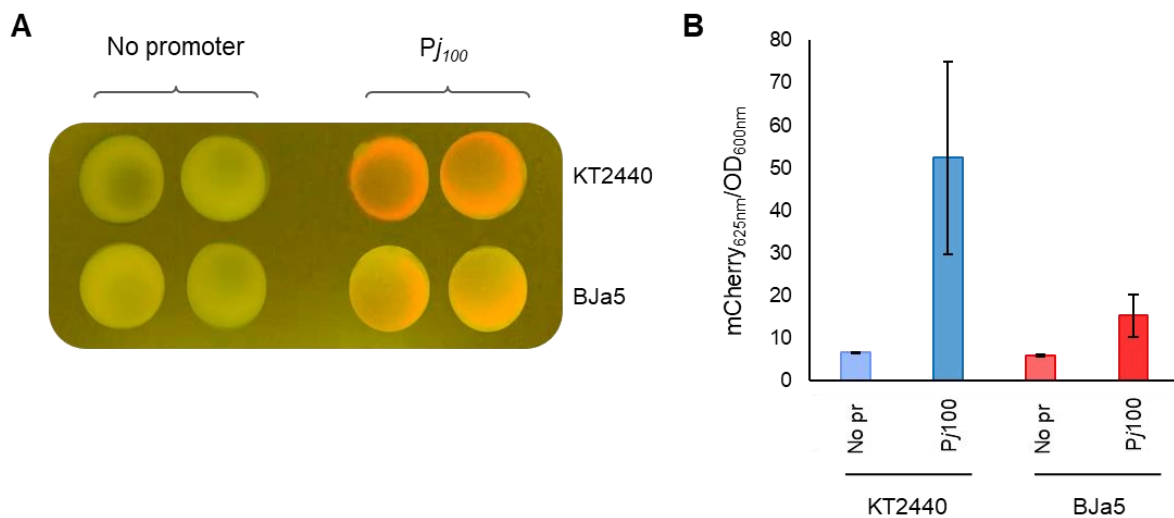 A
No promoter
Pj100
KT2440
BJa5
B
mCherry625nm/OD600nm
80
70
60
50
40
30
20
10
0
No pr
Pj100
No pr
Pj100
KT2440
BJa5